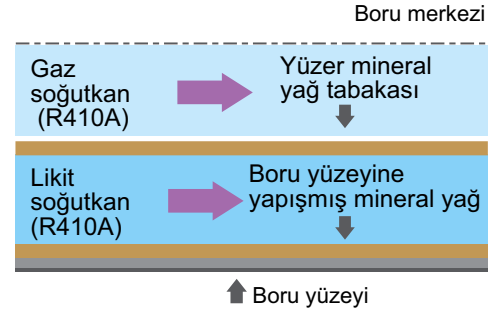 Boru merkezi
Gaz
soğutkan
(R410A)
Yüzer mineral
yağ tabakası
Likit
soğutkan
(R410A)
Boru yüzeyine
yapışmış mineral yağ
Boru yüzeyi